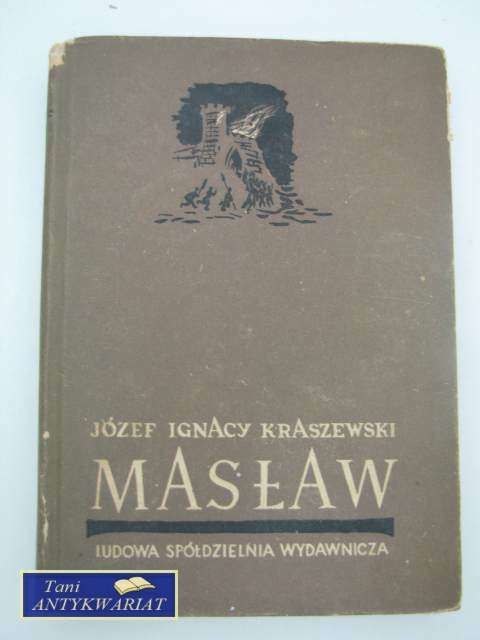 JÓZEF IGNACY KRASZEWSKI
MASŁAW
LUDOWA SPÓŁDZIELNIA WYDAWNICZA
Tani
ANTYKWARIAT